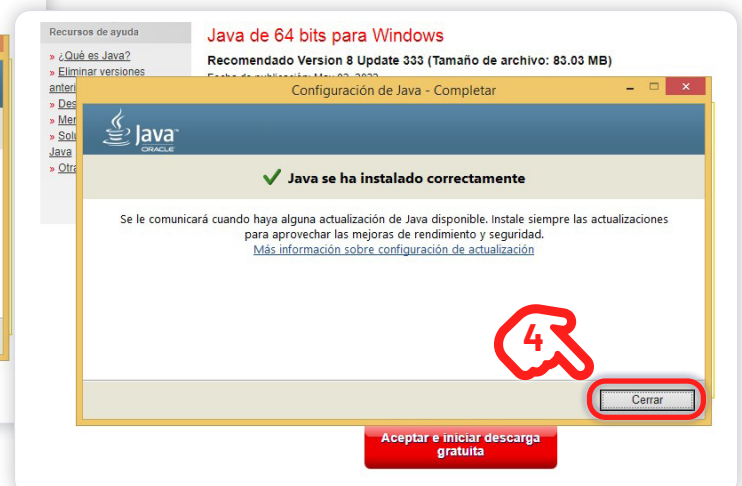 Recursos de ayuda
» ¿Qué es Java?
» Eliminar versiones
anteri
» Des
» Mer
» Solu
Java
» Otra
Java de 64 bits para Windows
Recomendado Version 8 Update 333 (Tamaño de archivo: 83.03 MB)
Configuración de Java - Completar
Java
ORACLE
Java se ha instalado correctamente
Se le comunicará cuando haya alguna actualización de Java disponible. Instale siempre las actualizaciones
para aprovechar las mejoras de rendimiento y seguridad.
Más información sobre configuración de actualización
4
Cerrar
Aceptar e iniciar descarga
gratuita